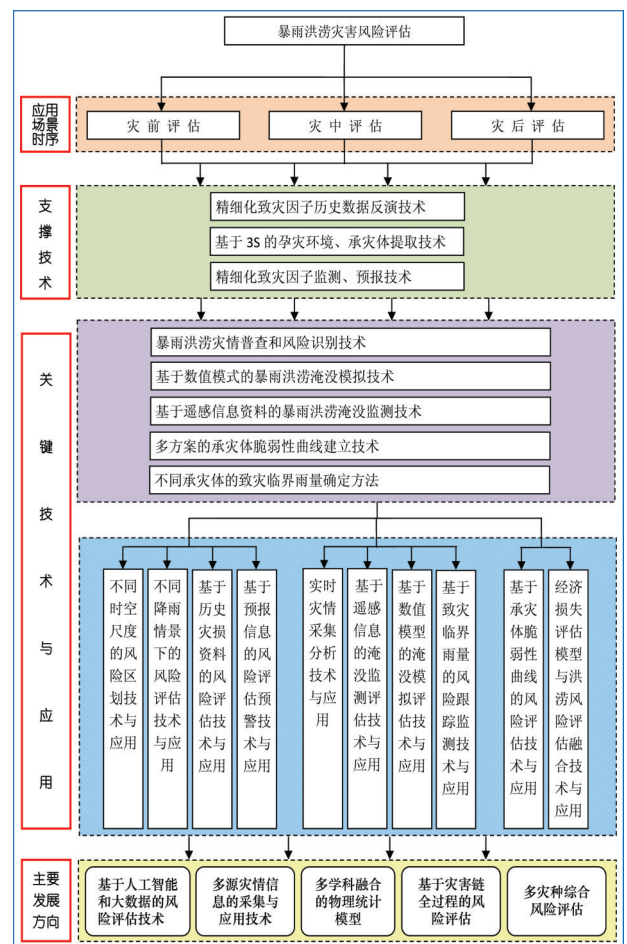 暴雨洪涝灾害风险评估
应用
场景
时序
灾前评估
灾中评估
灾后评估
支
撑
技
术
精细化致灾因子历史数据反演技术
基于 3S 的孕灾环境、承灾体提取技术
精细化致灾因子监测、预报技术
关
键
技
术
与
应
用
暴雨洪涝灾情普查和风险识别技术
基于数值模式的暴雨洪涝淹没模拟技术
基于遥感信息资料的暴雨洪涝淹没监测技术
多方案的承灾体脆弱性曲线建立技术
不同承灾体的致灾临界雨量确定方法
不同
时空
尺度
的风
险区
划技
术与
应用
不同
降雨
情景
下的
风险
评估
技术
与应
用
基于
历史
灾损
资料
的风
险评
估技
术与
应用
基于
预报
信息
的风
险评
估预
警技
术与
应用
实时
灾情
采集
分析
技术
与应
用
基于
遥感
信息
的淹
没监
测评
估技
术与
应用
基于
数值
模型
的淹
没模
拟评
估技
术与
应用
基于
致灾
临界
雨量
的风
险跟
踪监
测技
术与
应用
基于
承灾
体脆
弱性
曲线
的风
险评
估技
术与
应用
经济
损失
评估
模型
与洪
涝风
险评
估融
合技
术与
应用
主要
发展
方向
基于人工智能
和大数据的风
险评估技术
多源灾情信
息的采集与
应用技术
多学科融合
的物理统计
模型
基于灾害链
全过程的风
险评估
多灾种综合
风险评估